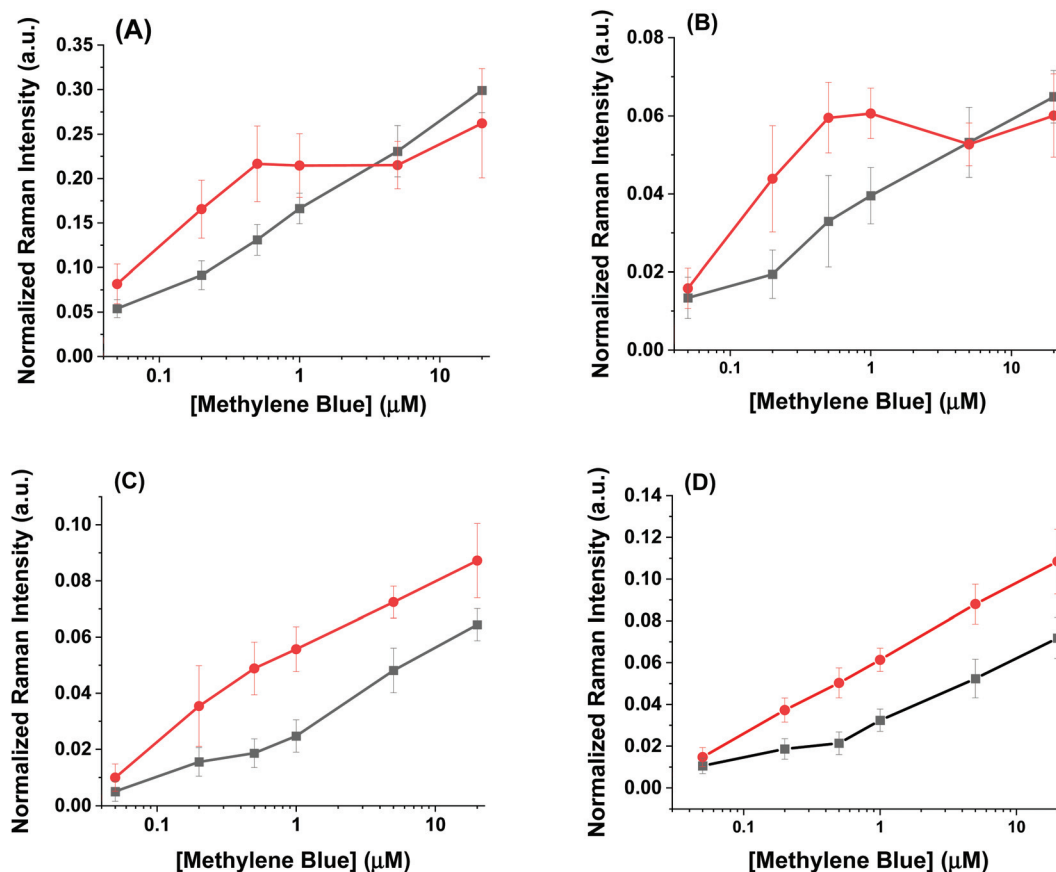 (A)
Normalized Raman Intensity (a.u.)
0.35
0.30
0.25
0.20
0.15
0.10
0.05
0.00
0.1 1 10
[Methylene Blue] (μM)
(B)
Normalized Raman Intensity (a.u.)
0.08
0.06
0.04
0.02
0.00
0.1 1 10
[Methylene Blue] (μM)
(C)
Normalized Raman Intensity (a.u.)
0.10
0.08
0.06
0.04
0.02
0.00
0.1 1 10
[Methylene Blue] (μM)
(D)
Normalized Raman Intensity (a.u.)
0.14
0.12
0.10
0.08
0.06
0.04
0.02
0.00
0.1 1 10
[Methylene Blue] (μM)